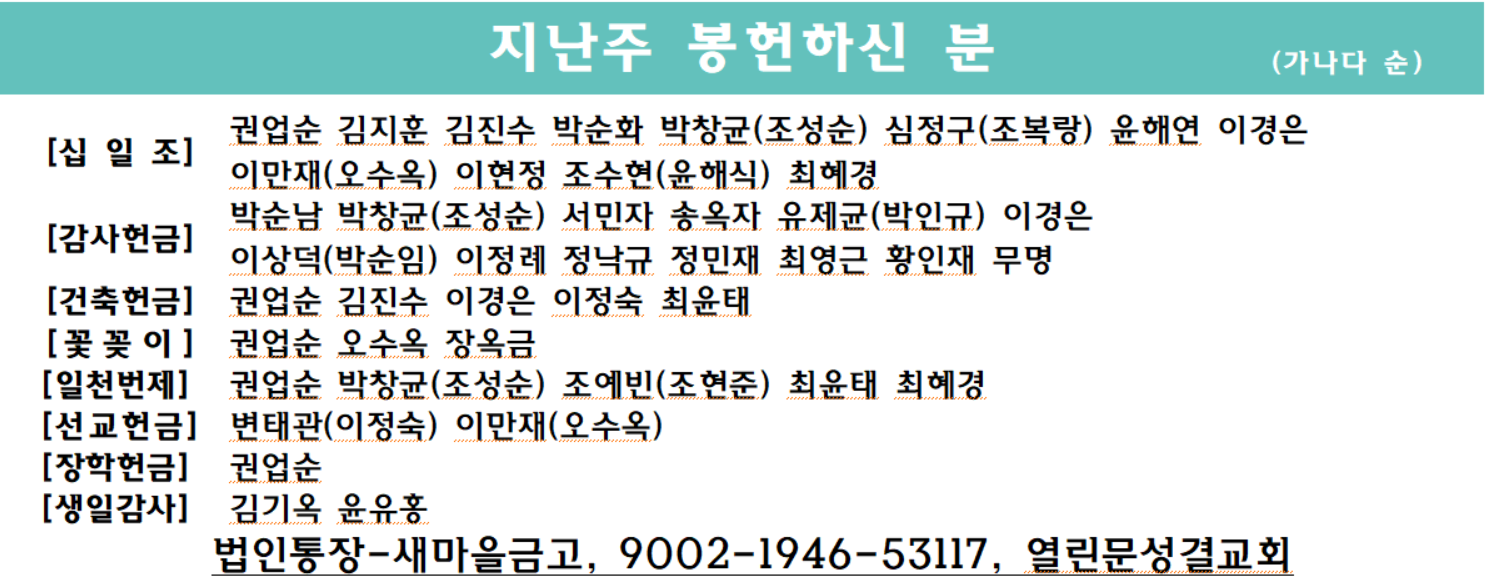 지난주 봉헌하신 분 (가나다 순)
[십 일 조] 권업순 김지훈 김진수 박순화 박창균(조성순) 심정구(조복랑) 윤해연 이경은
이만재(오수옥) 이현정 조수현(윤해식) 최혜경
[감사헌금] 박순남 박창균(조성순) 서민자 송옥자 유제균(박인규) 이경은
이상덕(박순임) 이정례 정낙규 정민재 최영근 황인재 무명
[건축헌금] 권업순 김진수 이경은 이정숙 최윤태
[꽃 꽂 이] 권업순 오수옥 장옥금
[일천번제] 권업순 박창균(조성순) 조예빈(조현준) 최윤태 최혜경
[선교헌금] 변태관(이정숙) 이만재(오수옥)
[장학헌금] 권업순
[생일감사] 김기옥 윤유홍
법인통장-새마을금고, 9002-1946-53117, 열린문성결교회